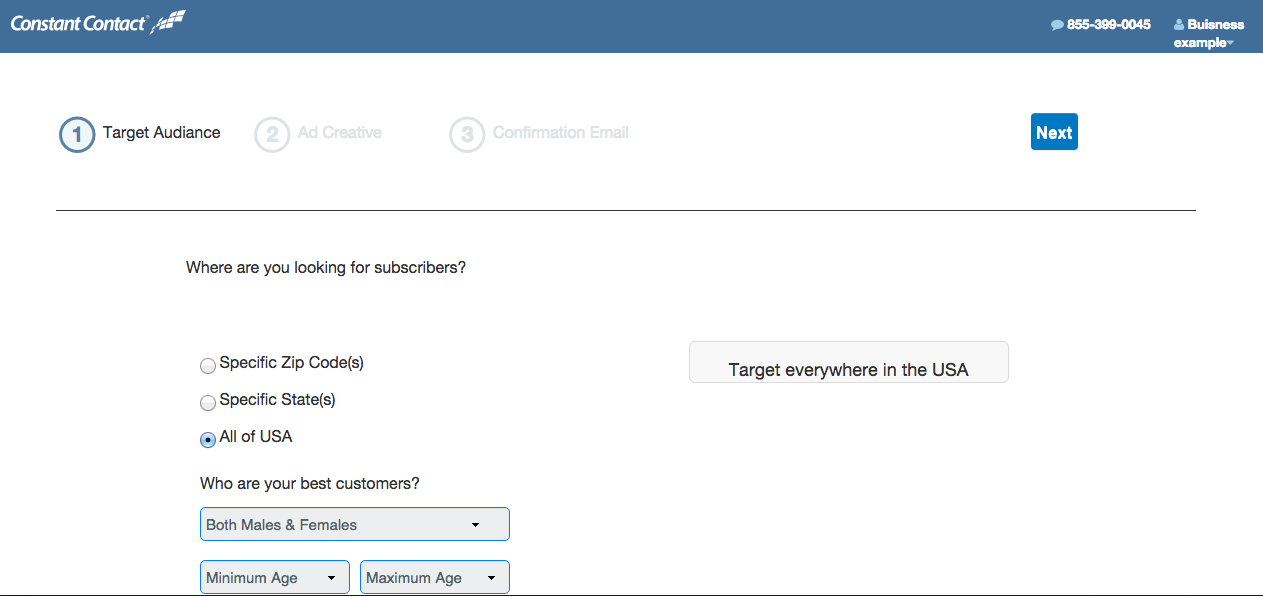 Constant Contact®
855-399-0045
Buisness
example
1 Target Audiance
2 Ad Creative
3 Confirmation Email
Next
Where are you looking for subscribers?
Specific Zip Code(s)
Target everywhere in the USA
Specific State(s)
All of USA
Who are your best customers?
Both Males & Females
Minimum Age
Maximum Age